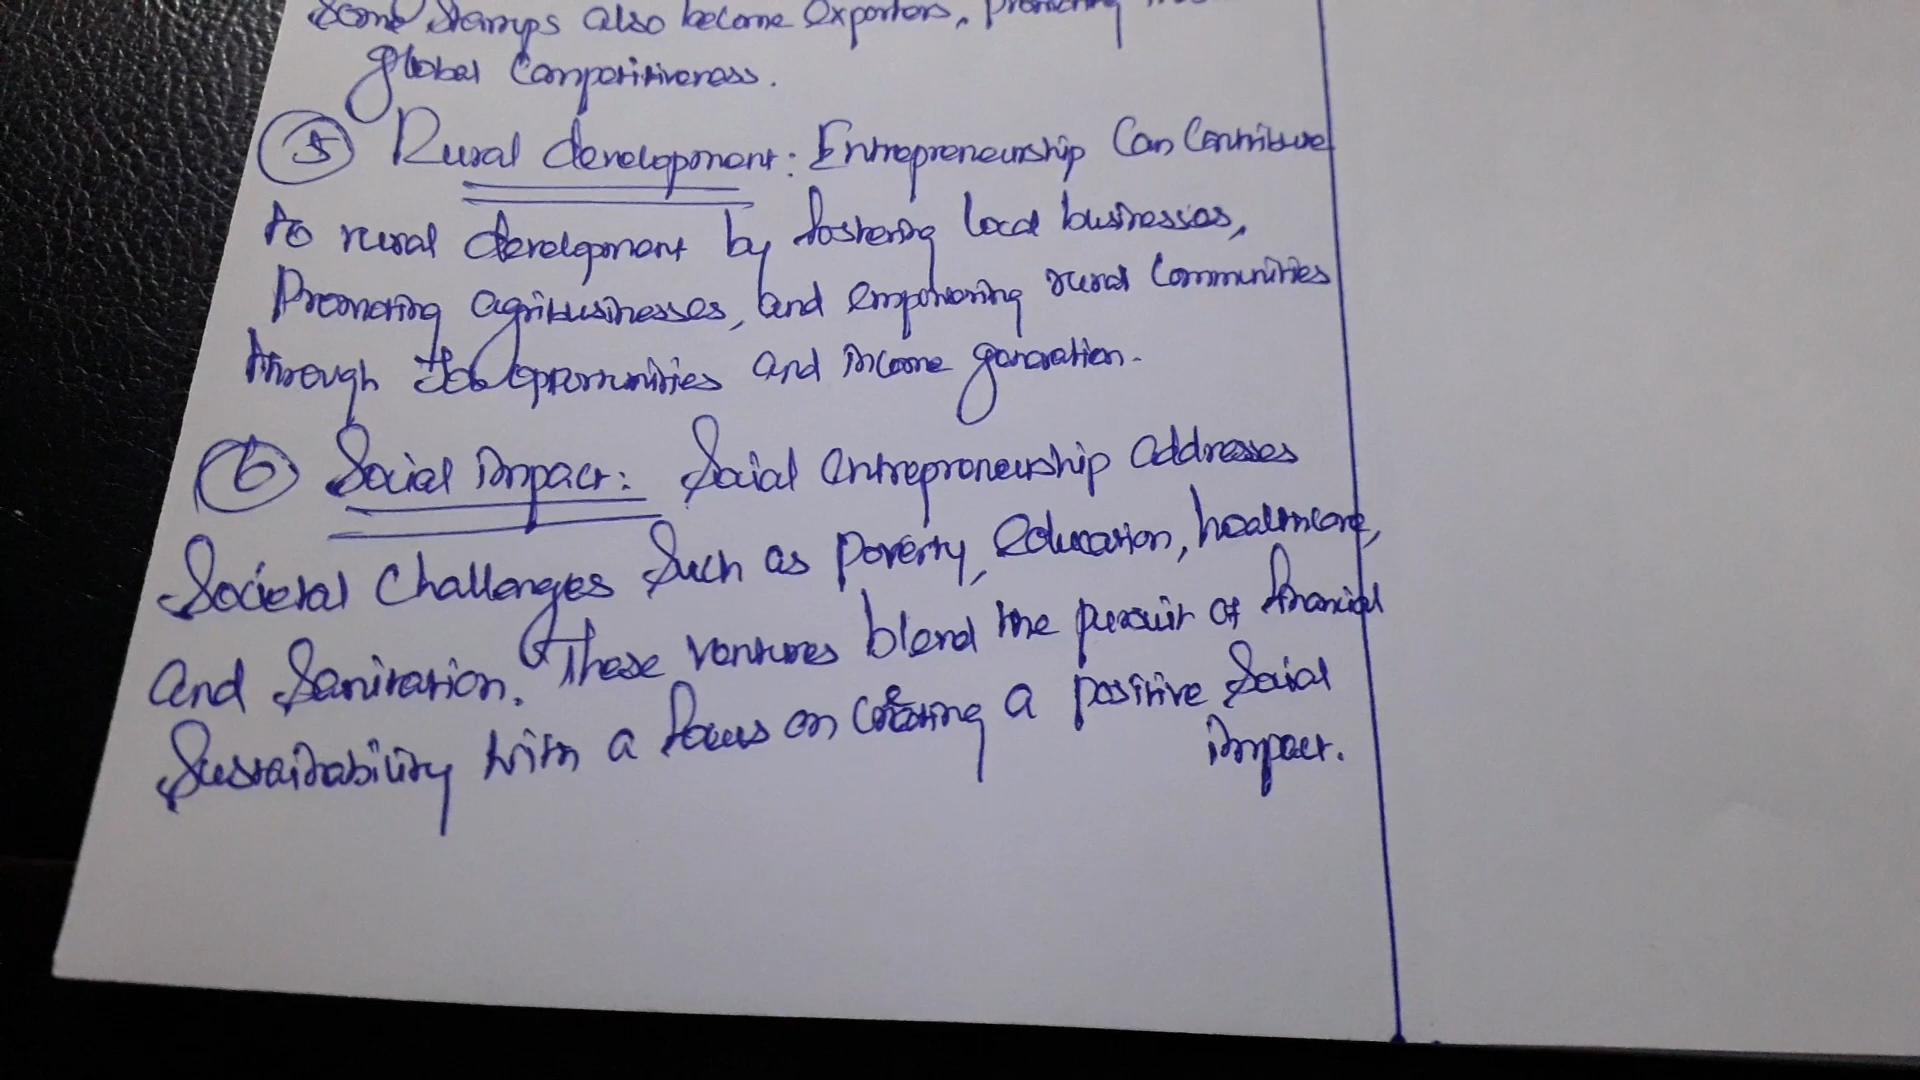 Some Stamps also become exporters, promoting
global Competitiveness.
5 Rural development: Entrepreneurship Can Contribute
to rural development by fostering local businesses,
Promoting agribusinesses, and empowering rural Communities
through Job opportunities and income generation.
6 Social impact: Social entrepreneurship addresses
Societal Challenges Such as poverty, education, healthcare,
and Sanitation. These ventures blend the pursuit of financial
Sustainability with a focus on creating a positive Social
impact.